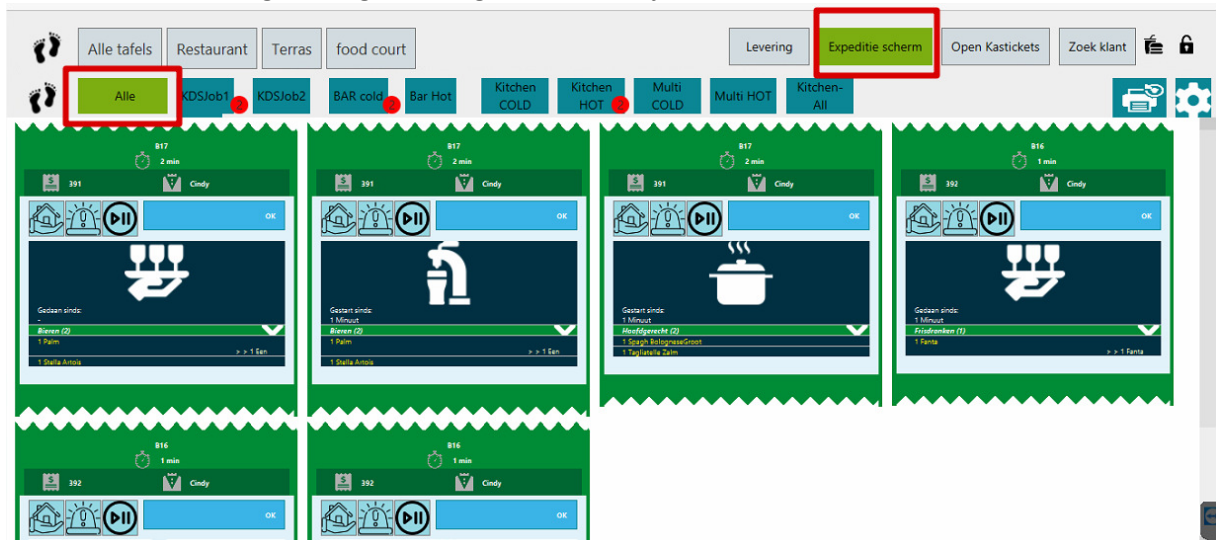 Alle tafels Restaurant Terras food court Levering Expeditie scherm Open Kastickets Zoek klant
Alle KDSJob1 2 KDSJob2 BAR cold 2 Bar Hot Kitchen COLD Kitchen HOT 2 Multi COLD Multi HOT Kitchen-All
B17
2 min
391 Cindy
OK
Gedaan sinds:
-
Bieren (2)
1 Palm
> > 1 Een
1 Stella Artois
B17
2 min
391 Cindy
OK
Gestart sinds:
1 Minuut
Bieren (2)
1 Palm
> > 1 Een
1 Stella Artois
B17
2 min
391 Cindy
OK
Gestart sinds:
1 Minuut
Hoofdgerecht (2)
1 Spagh BologneseGroot
1 Tagliatelle Zalm
B16
1 min
392 Cindy
OK
Gedaan sinds:
1 Minuut
Frisdranken (1)
1 Fanta
> > 1 Fanta
B16
1 min
392 Cindy
OK
B16
1 min
392 Cindy
OK